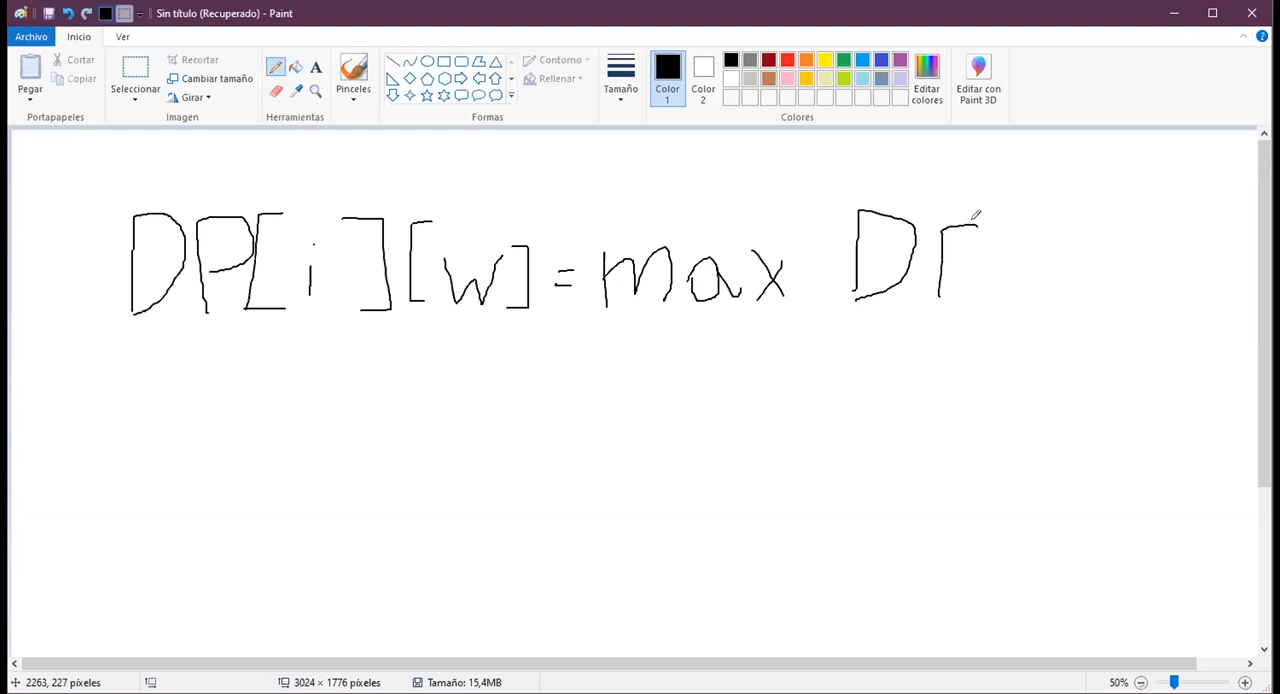 Sin título (Recuperado) - Paint
Archivo Inicio Ver
Pegar
Cortar
Copiar
Portapapeles
Seleccionar
Recortar
Cambiar tamaño
Girar
Imagen
A
Herramientas
Pinceles
Contorno
Rellenar
Formas
Tamaño
Color 1
Color 2
Editar colores
Colores
Editar con Paint 3D
DP[i][w] = max D
2263, 227 píxeles
3024 × 1776 píxeles
Tamaño: 15,4MB
50%